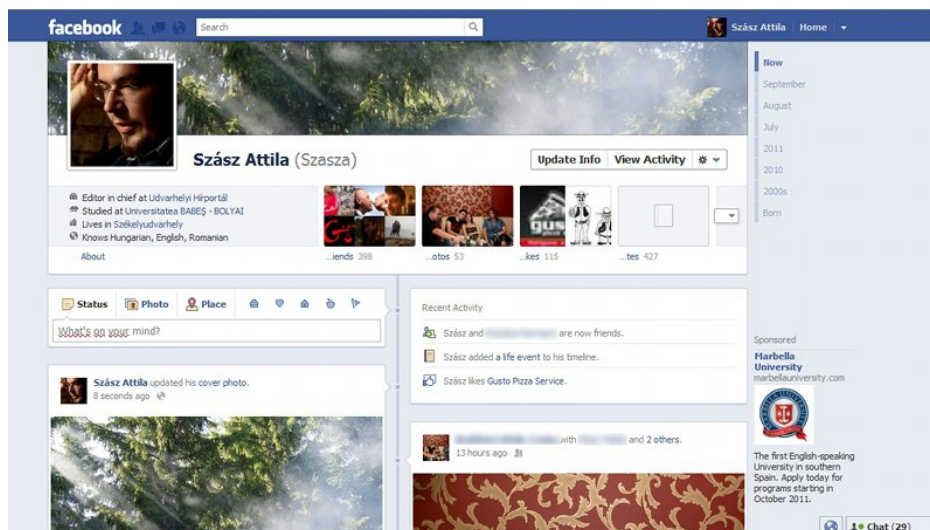 facebook
Search
Szász Attila Home
Now
September
August
July
2011
2010
2000s
Born
Szász Attila (Szasza)
Update Info View Activity
Editor in chief at Udvarhelyi Hírportál
Studied at Universitatea BABEȘ - BOLYAI
Lives in Székelyudvarhely
Knows Hungarian, English, Romanian
About
...iends 398
...otos 53
...kes 115
...tes 427
Status Photo Place
What's on your mind?
Szász Attila updated his cover photo.
8 seconds ago
Recent Activity
Szász and are now friends.
Szász added a life event to his timeline.
Szász likes Gusto Pizza Service.
with and 2 others.
13 hours ago
Sponsored
Marbella
University
marbellauniversity.com
The first English-speaking
University in southern
Spain. Apply today for
programs starting in
October 2011.
Chat (29)